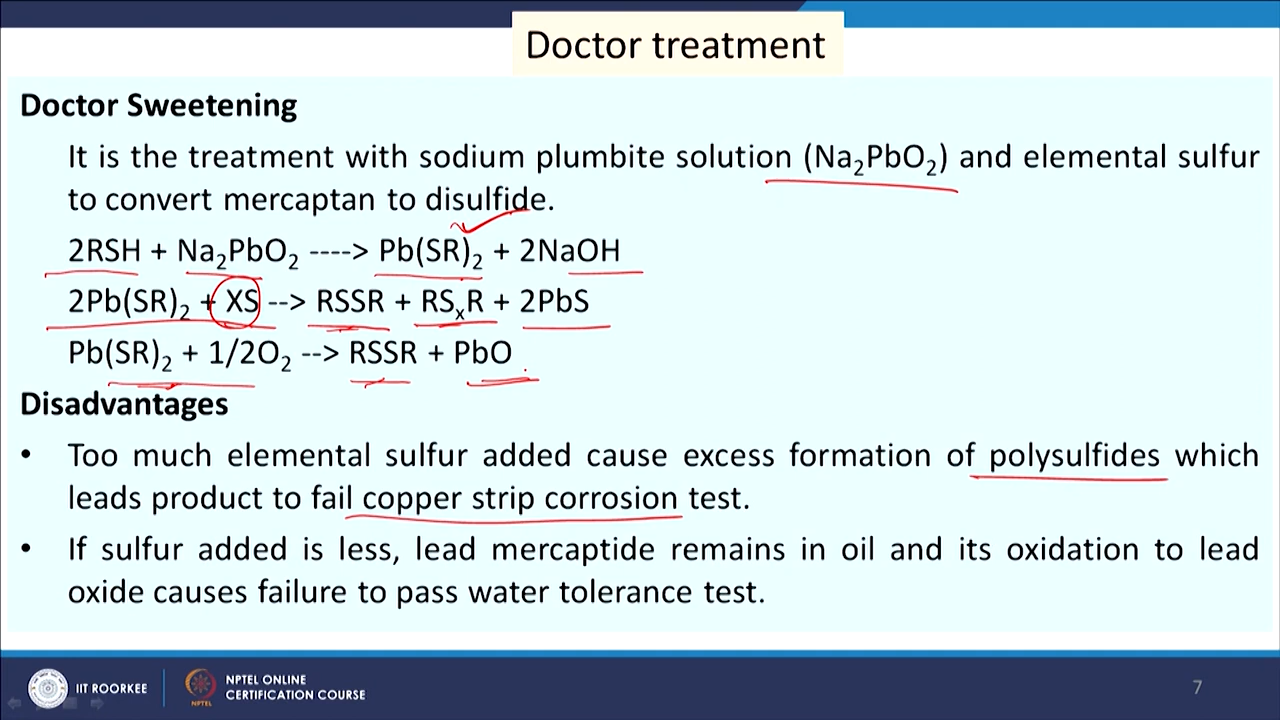 Doctor treatment
Doctor Sweetening
It is the treatment with sodium plumbite solution (Na₂PbO₂) and elemental sulfur
to convert mercaptan to disulfide.
2RSH + Na₂PbO₂ ----> Pb(SR)₂ + 2NaOH
2Pb(SR)₂ + XS --> RSSR + RSₓR + 2PbS
Pb(SR)₂ + 1/2O₂ --> RSSR + PbO
Disadvantages
• Too much elemental sulfur added cause excess formation of polysulfides which
leads product to fail copper strip corrosion test.
• If sulfur added is less, lead mercaptide remains in oil and its oxidation to lead
oxide causes failure to pass water tolerance test.
IIT ROORKEE
NPTEL
NPTEL ONLINE
CERTIFICATION COURSE
7